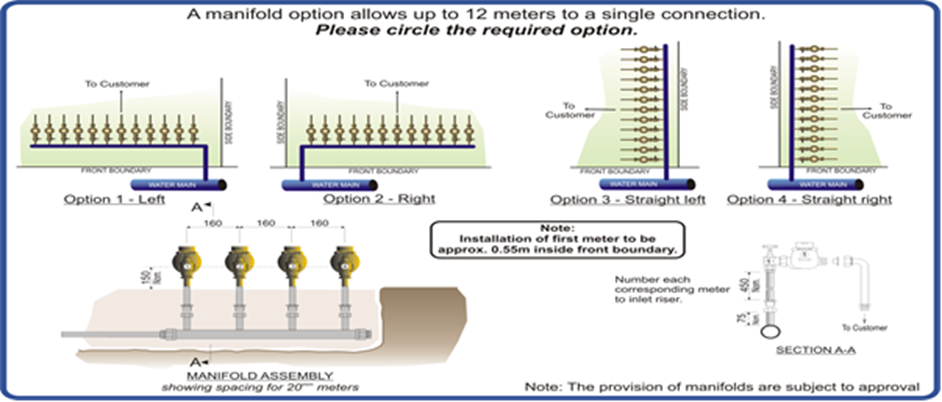 A manifold option allows up to 12 meters to a single connection.
Please circle the required option.
To Customer
SIDE BOUNDARY
FRONT BOUNDARY
WATER MAIN
Option 1 - Left
To Customer
SIDE BOUNDARY
FRONT BOUNDARY
WATER MAIN
Option 2 - Right
To
Customer
SIDE BOUNDARY
FRONT BOUNDARY
WATER MAIN
Option 3 - Straight left
To
Customer
SIDE BOUNDARY
FRONT BOUNDARY
WATER MAIN
Option 4 - Straight right
A
160
160
160
150
Nom.
A
MANIFOLD ASSEMBLY
showing spacing for 20mm meters
Note:
Installation of first meter to be
approx. 0.55m inside front boundary.
Number each
corresponding meter
to inlet riser.
450
Nom.
75
Nom.
To Customer
SECTION A-A
Note: The provision of manifolds are subject to approval